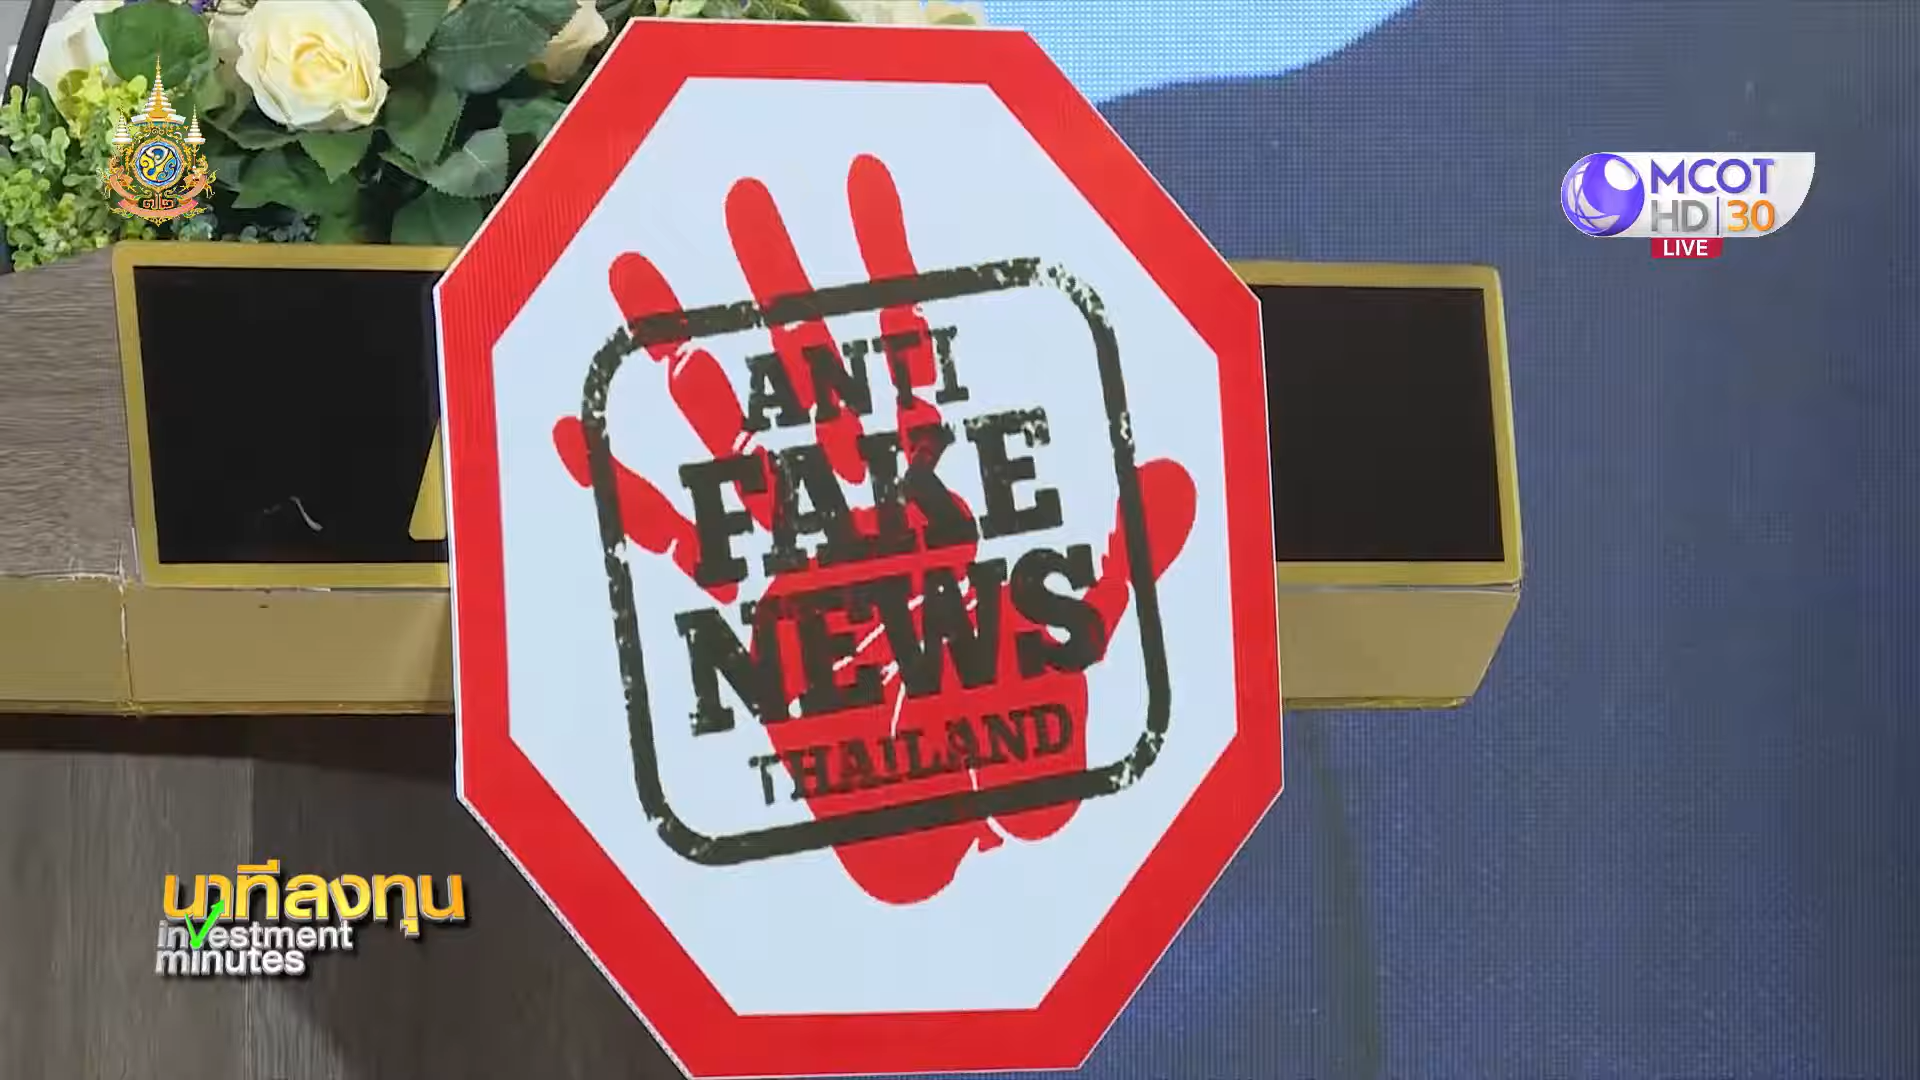 MCOT
HD 30
LIVE
ANTI
FAKE
NEWS
THAILAND
นาทีลงทุน
investment
minutes